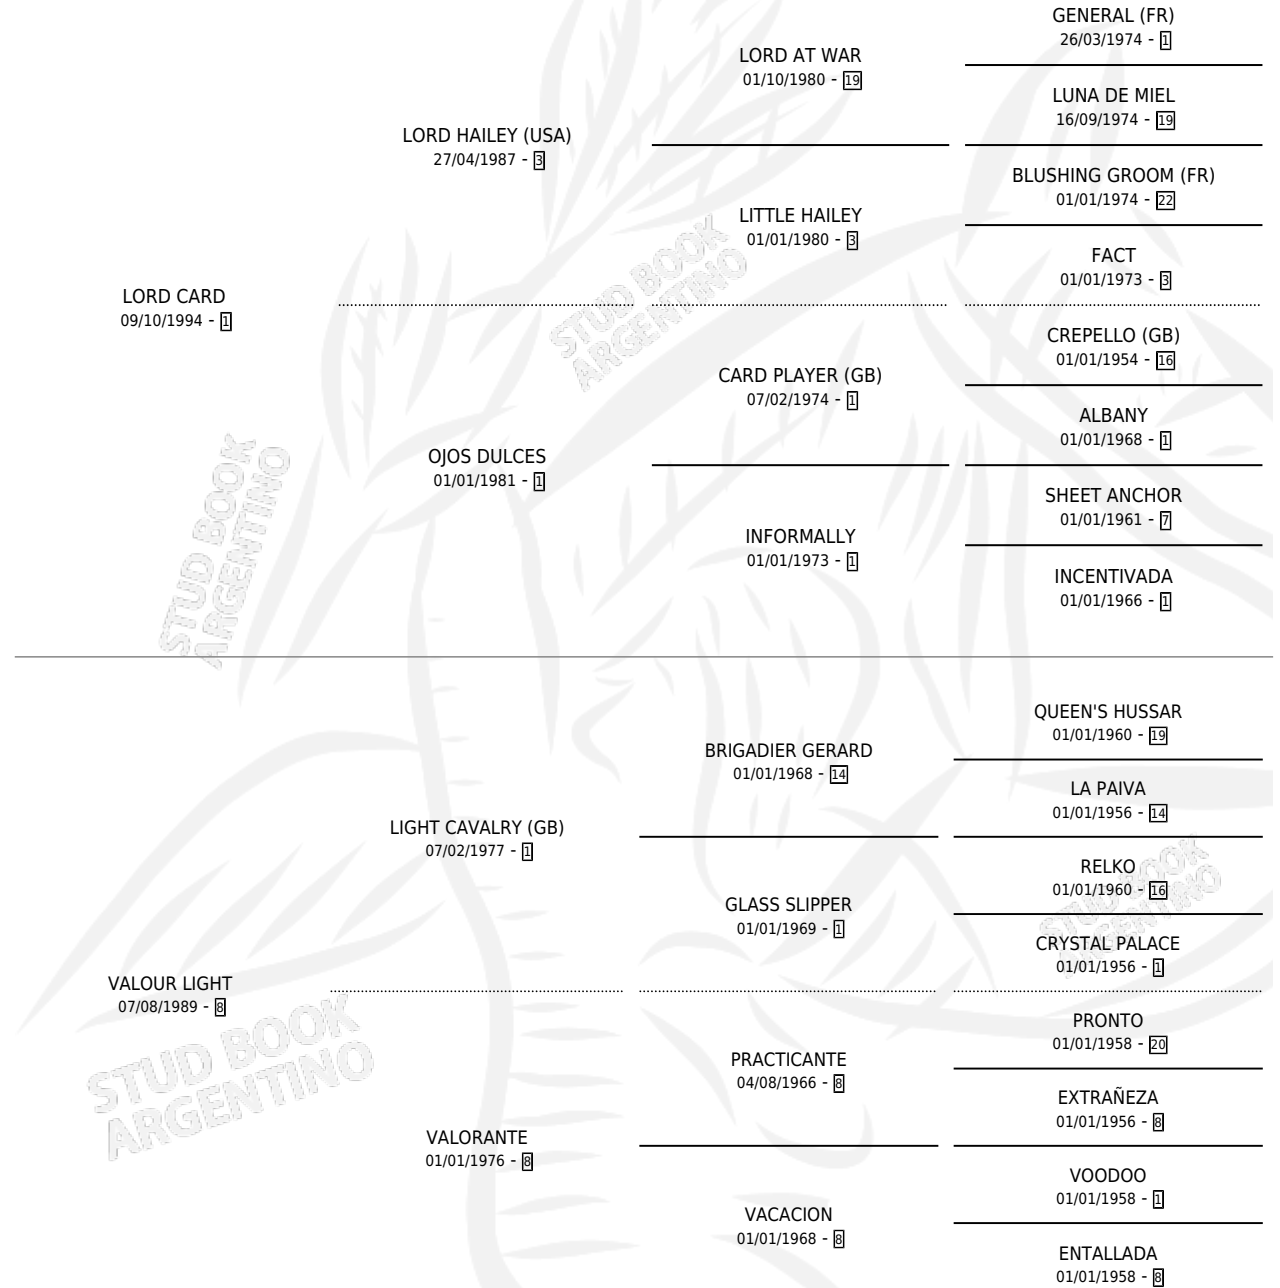 GENERAL (FR)
26/03/1974 - 1
LORD AT WAR
01/10/1980 - 19
LUNA DE MIEL
16/09/1974 - 19
LORD HAILEY (USA)
27/04/1987 - 3
BLUSHING GROOM (FR)
01/01/1974 - 22
LITTLE HAILEY
01/01/1980 - 3
FACT
01/01/1973 - 3
LORD CARD
09/10/1994 - 1
STUD BOOK
ARGENTINO
CREPELLO (GB)
01/01/1954 - 16
CARD PLAYER (GB)
07/02/1974 - 1
ALBANY
01/01/1968 - 1
OJOS DULCES
01/01/1981 - 1
SHEET ANCHOR
01/01/1961 - 7
INFORMALLY
01/01/1973 - 1
INCENTIVADA
01/01/1966 - 1
STUD BOOK
ARGENTINO
QUEEN'S HUSSAR
01/01/1960 - 19
BRIGADIER GERARD
01/01/1968 - 14
LA PAIVA
01/01/1956 - 14
LIGHT CAVALRY (GB)
07/02/1977 - 1
RELKO
01/01/1960 - 16
GLASS SLIPPER
01/01/1969 - 1
STUD BOOK
ARGENTINO
CRYSTAL PALACE
01/01/1956 - 1
VALOUR LIGHT
07/08/1989 - 8
PRONTO
01/01/1958 - 20
PRACTICANTE
04/08/1966 - 8
STUD BOOK
ARGENTINO
EXTRAÑEZA
01/01/1956 - 8
VALORANTE
01/01/1976 - 8
VOODOO
01/01/1958 - 1
VACACION
01/01/1968 - 8
ENTALLADA
01/01/1958 - 8